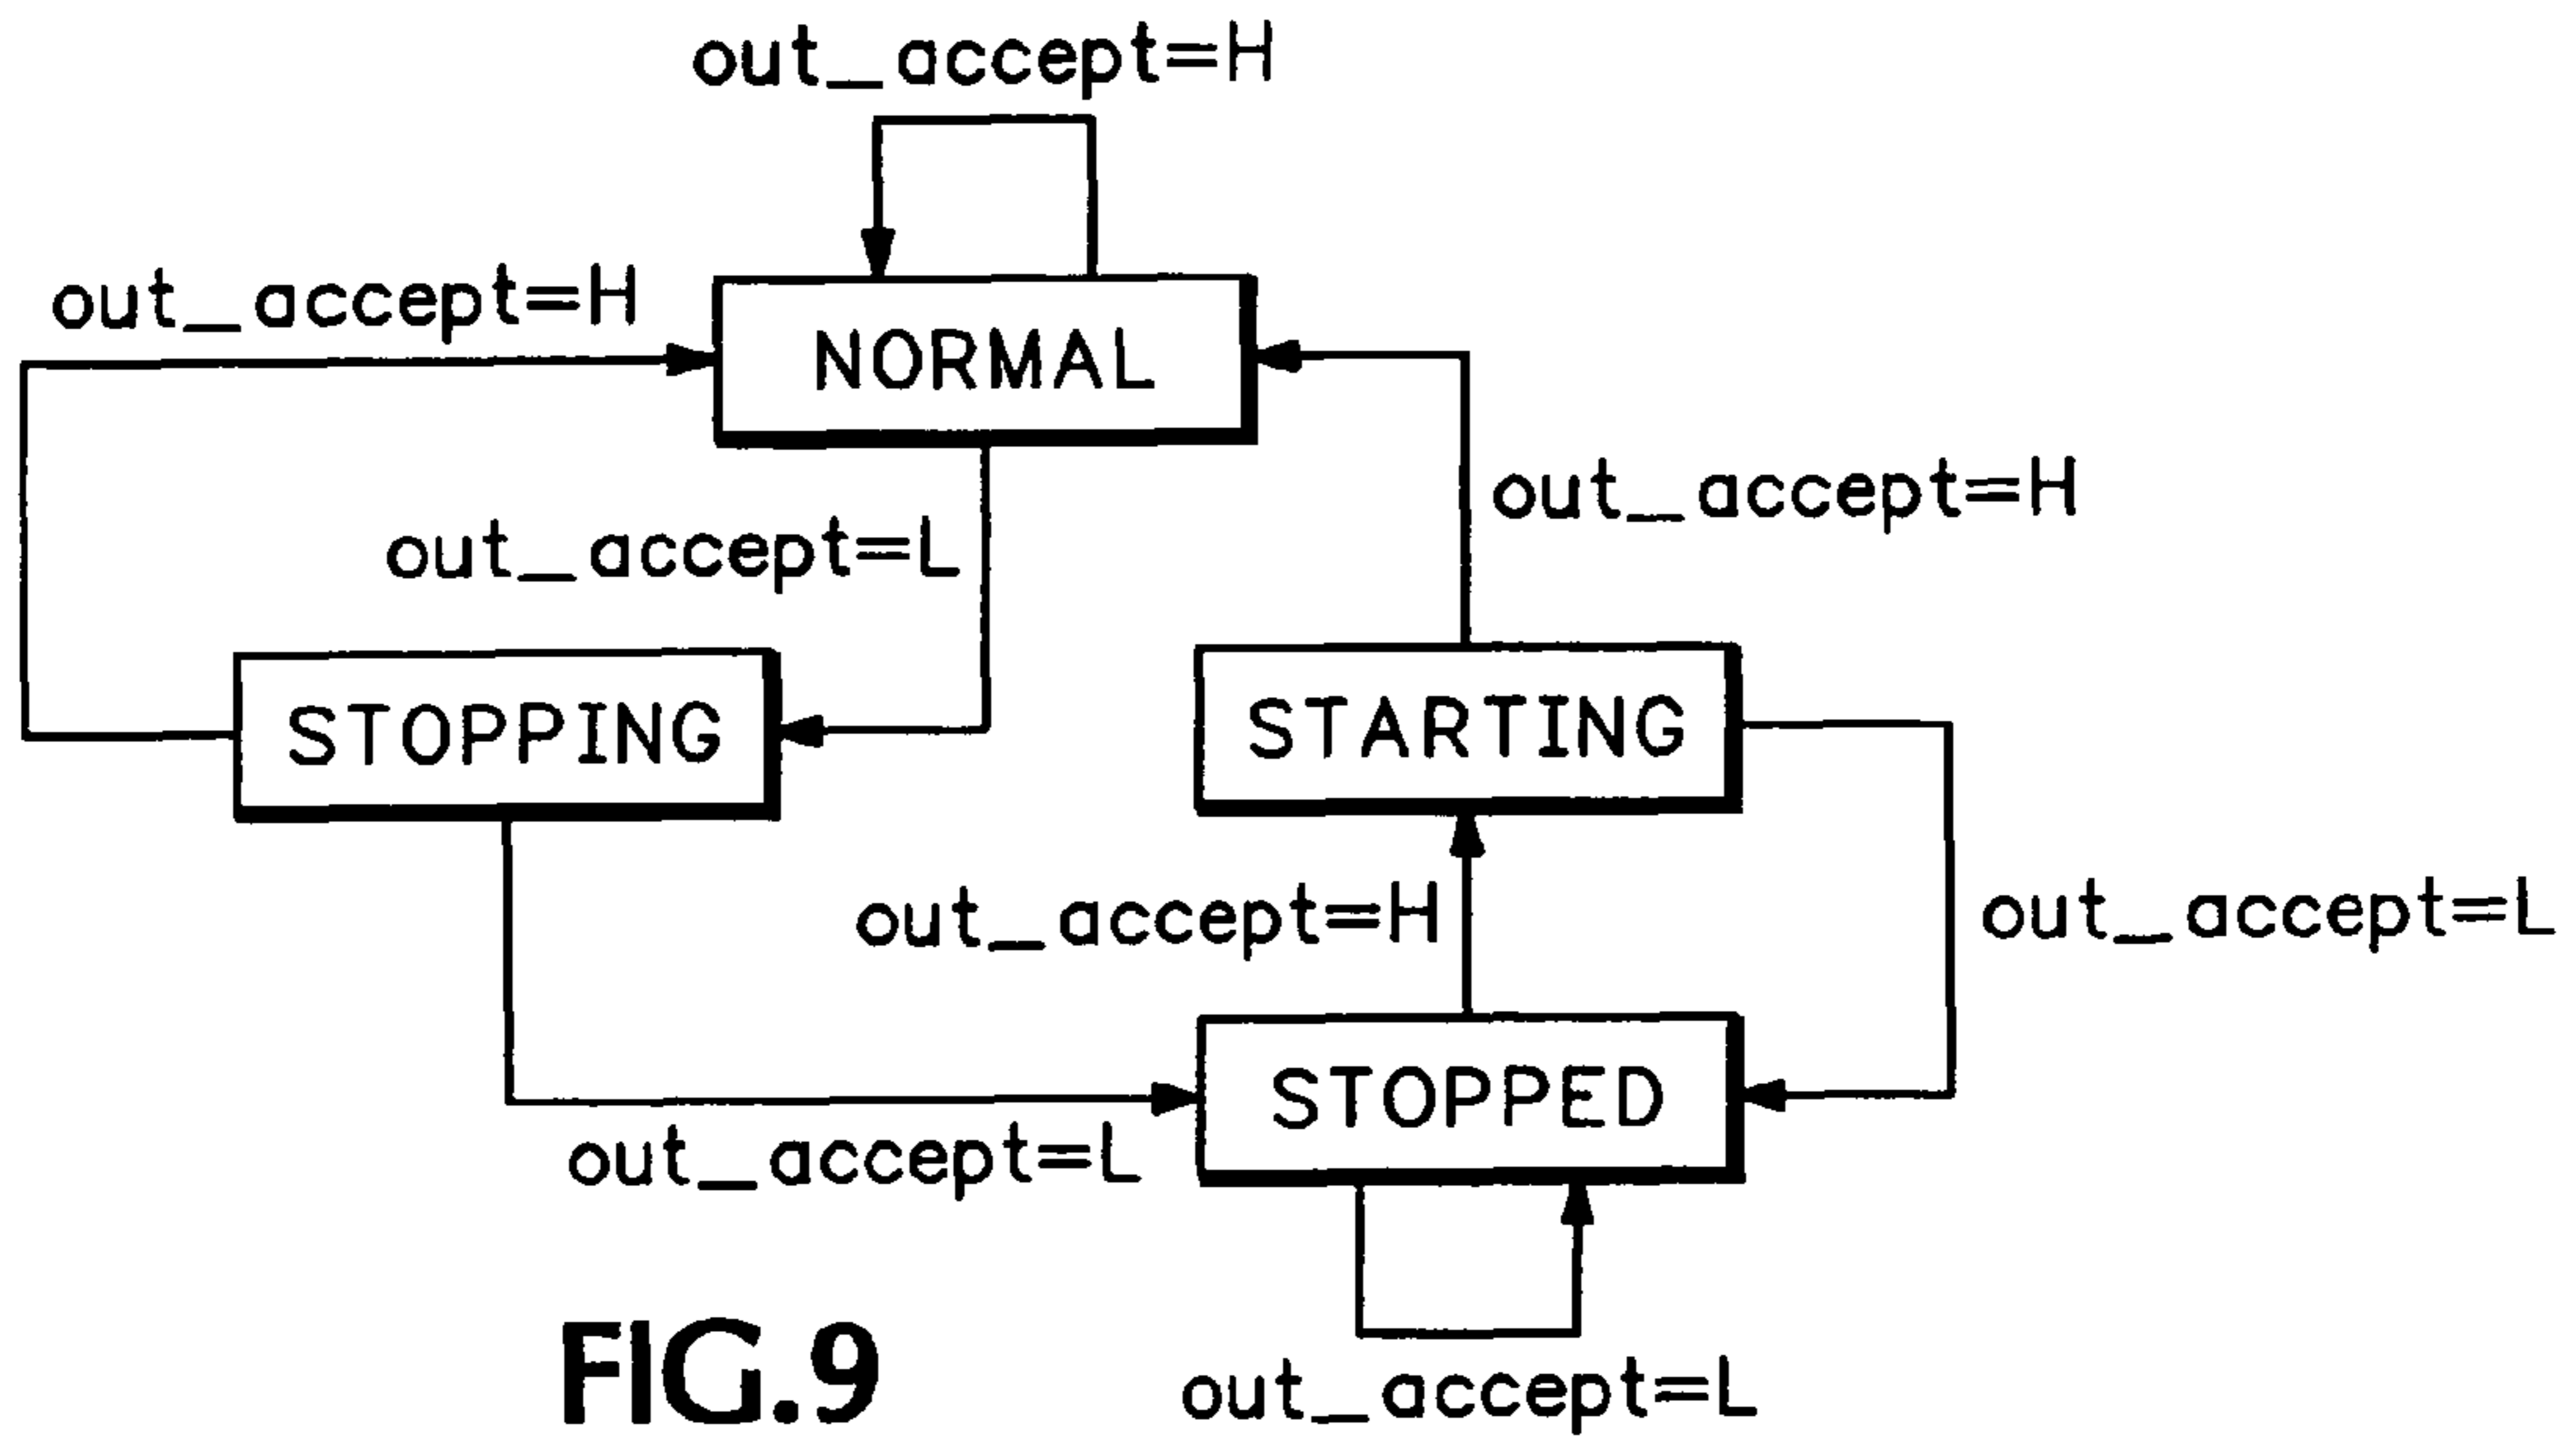 out_accept=H
out_accept=H
NORMAL
out_accept=H
out_accept=L
STOPPING
STARTING
out_accept=H
out_accept=L
STOPPED
out_accept=L
out_accept=L
FIG.9